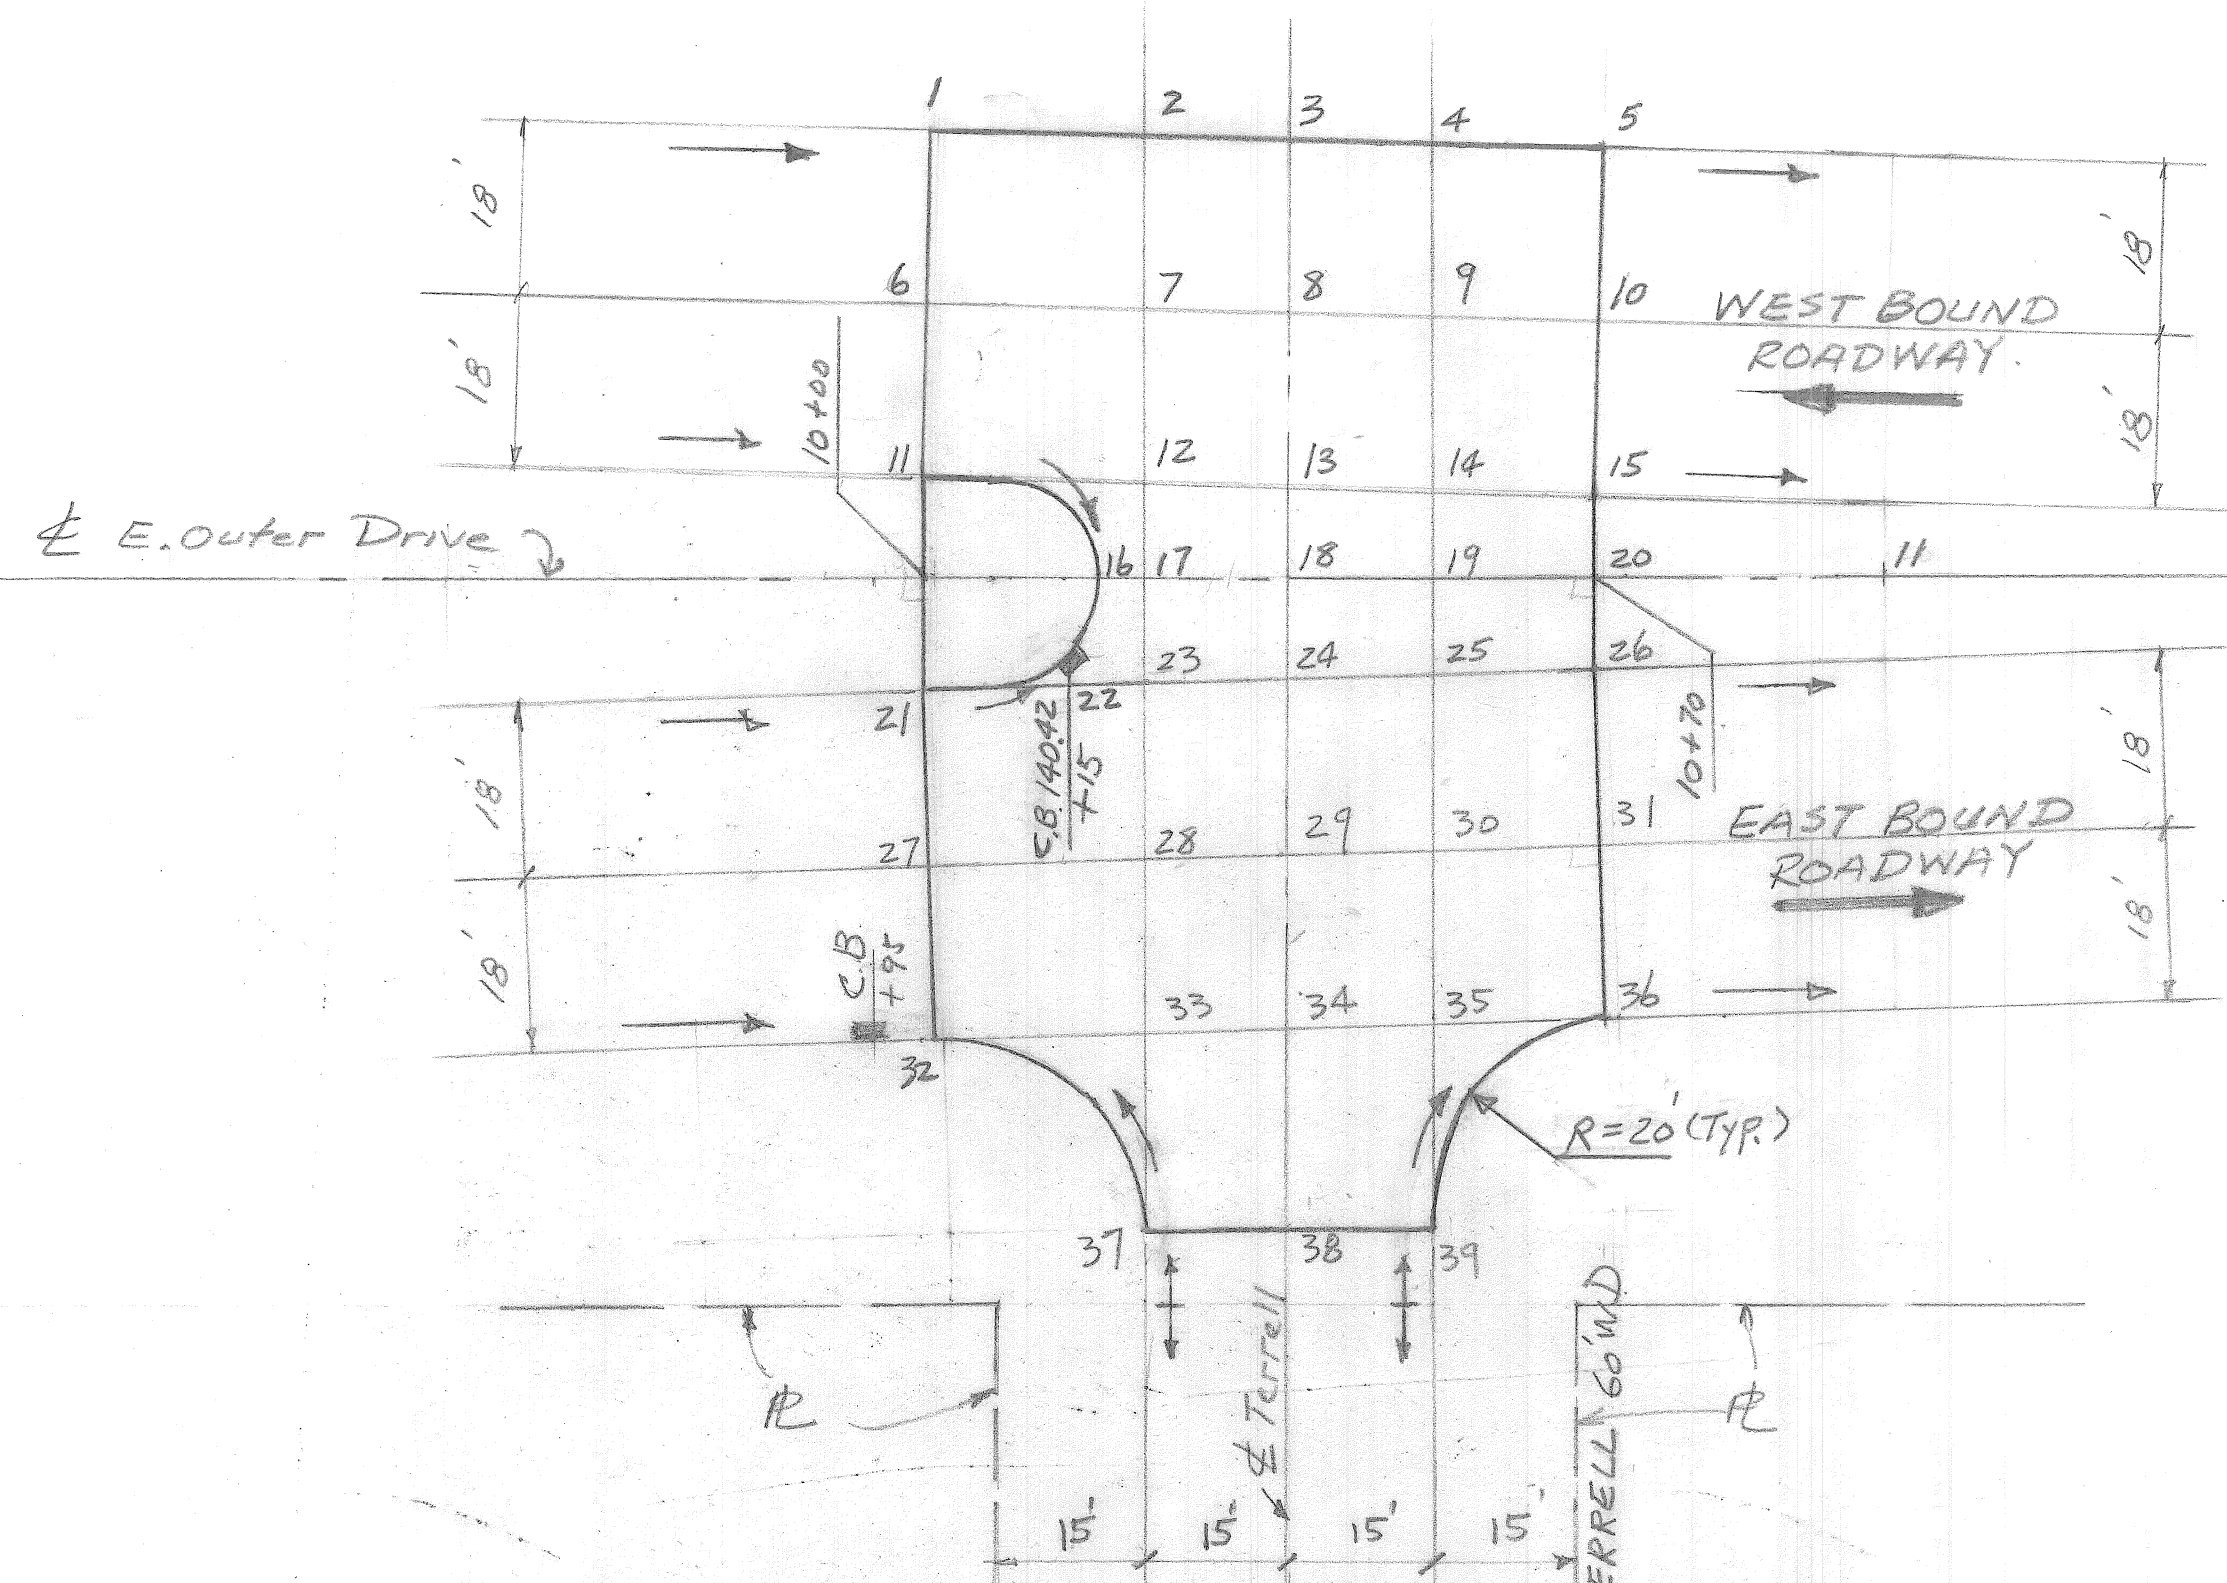 1 2 3 4 5
18' 18'
6 7 8 9 10
WEST BOUND
ROADWAY.
18' 18'
10+00
11 12 13 14 15
℄ E. Outer Drive
16 17 18 19 20 11
21 22 23 24 25 26
C.B. 140.42
+15
10+70
18' 18'
27 28 29 30 31
EAST BOUND
ROADWAY
18' 18'
C.B.
+95
32 33 34 35 36
R=20' (Typ.)
37 38 39
℄ Terrell
ERRELL 60' WD.
PL PL
15' 15' 15' 15'